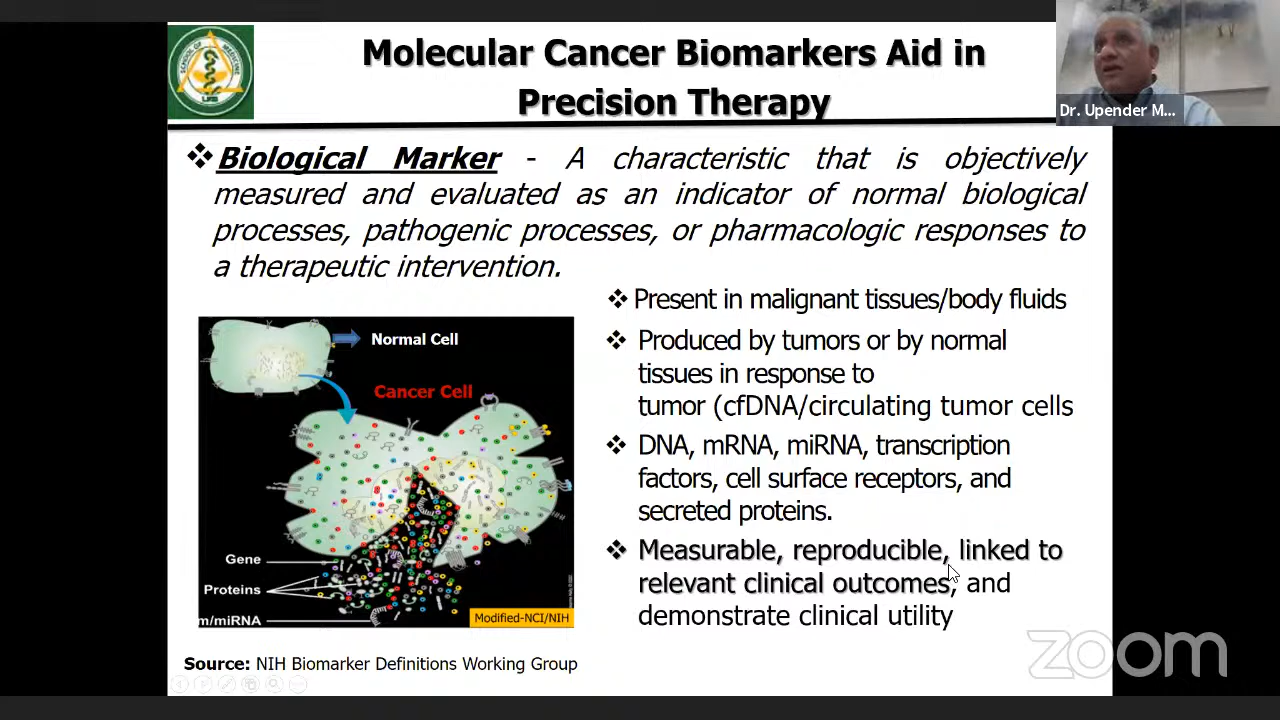 Molecular Cancer Biomarkers Aid in
Precision Therapy
Dr. Upender M...
❖ Biological Marker - A characteristic that is objectively
measured and evaluated as an indicator of normal biological
processes, pathogenic processes, or pharmacologic responses to
a therapeutic intervention.
❖ Present in malignant tissues/body fluids
❖ Produced by tumors or by normal
tissues in response to
tumor (cfDNA/circulating tumor cells
❖ DNA, mRNA, miRNA, transcription
factors, cell surface receptors, and
secreted proteins.
❖ Measurable, reproducible, linked to
relevant clinical outcomes, and
demonstrate clinical utility
Normal Cell
Cancer Cell
Gene
Proteins
m/miRNA
Modified-NCI/NIH
Source: NIH Biomarker Definitions Working Group
zoom
SCHOOL OF MEDICINE
UAB